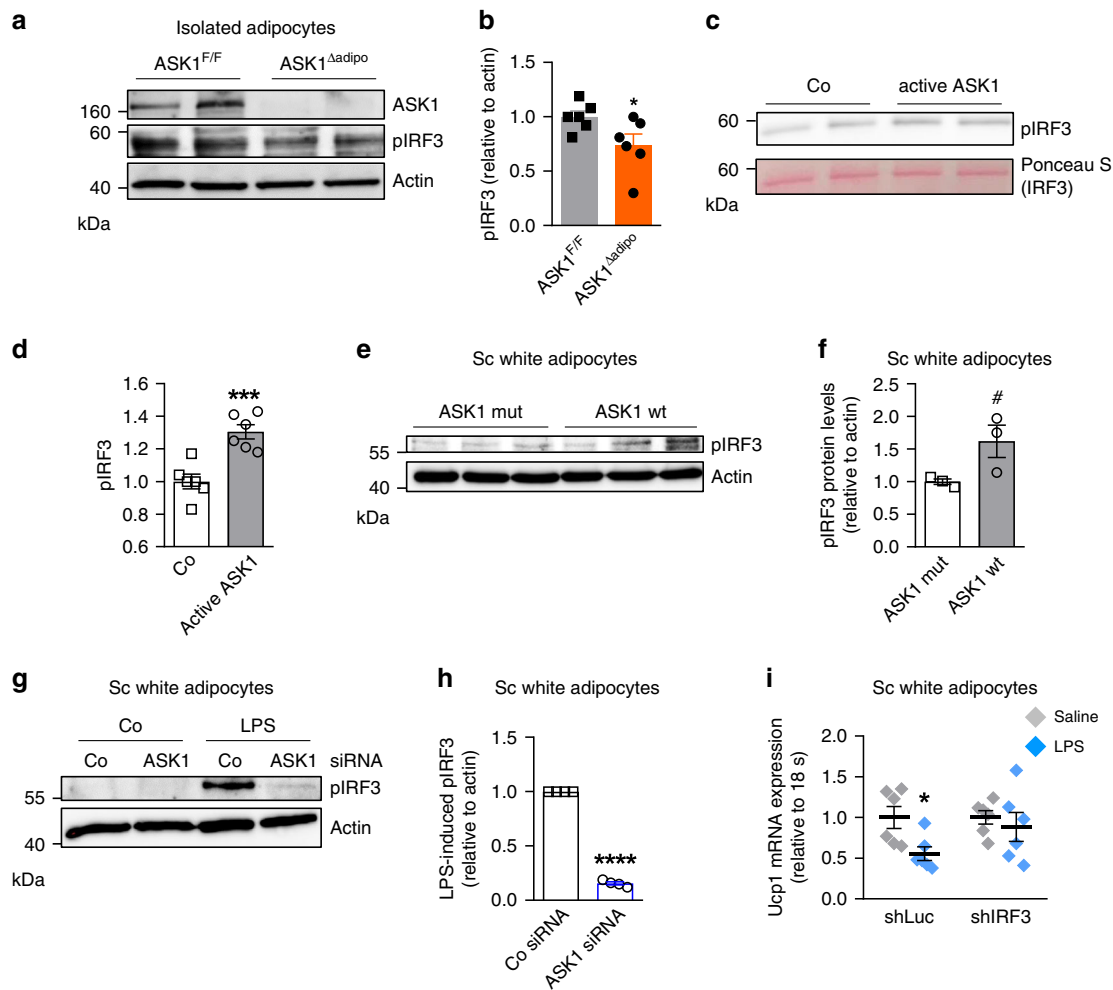 a
Isolated adipocytes
ASK1F/F ASK1Δadipo
160 ASK1
60 pIRF3
40 Actin
kDa
b
pIRF3 (relative to actin)
1.5
1.0
0.5
0.0
*
ASK1F/F
ASK1Δadipo
c
Co active ASK1
60 pIRF3
60 Ponceau S
(IRF3)
kDa
d
pIRF3
1.6
1.4
1.2
1.0
0.8
0.6
***
Co
Active ASK1
e
Sc white adipocytes
ASK1 mut ASK1 wt
55 pIRF3
40 Actin
kDa
f
Sc white adipocytes
pIRF3 protein levels
(relative to actin)
2.5
2.0
1.5
1.0
0.5
0.0
#
ASK1 mut
ASK1 wt
g
Sc white adipocytes
Co LPS
Co ASK1 Co ASK1 siRNA
55 pIRF3
40 Actin
kDa
h
Sc white adipocytes
LPS-induced pIRF3
(relative to actin)
1.0
0.5
0.0
****
Co siRNA
ASK1 siRNA
i
Sc white adipocytes
Saline
LPS
Ucp1 mRNA expression
(relative to 18 s)
2.0
1.5
1.0
0.5
0.0
*
shLuc shIRF3